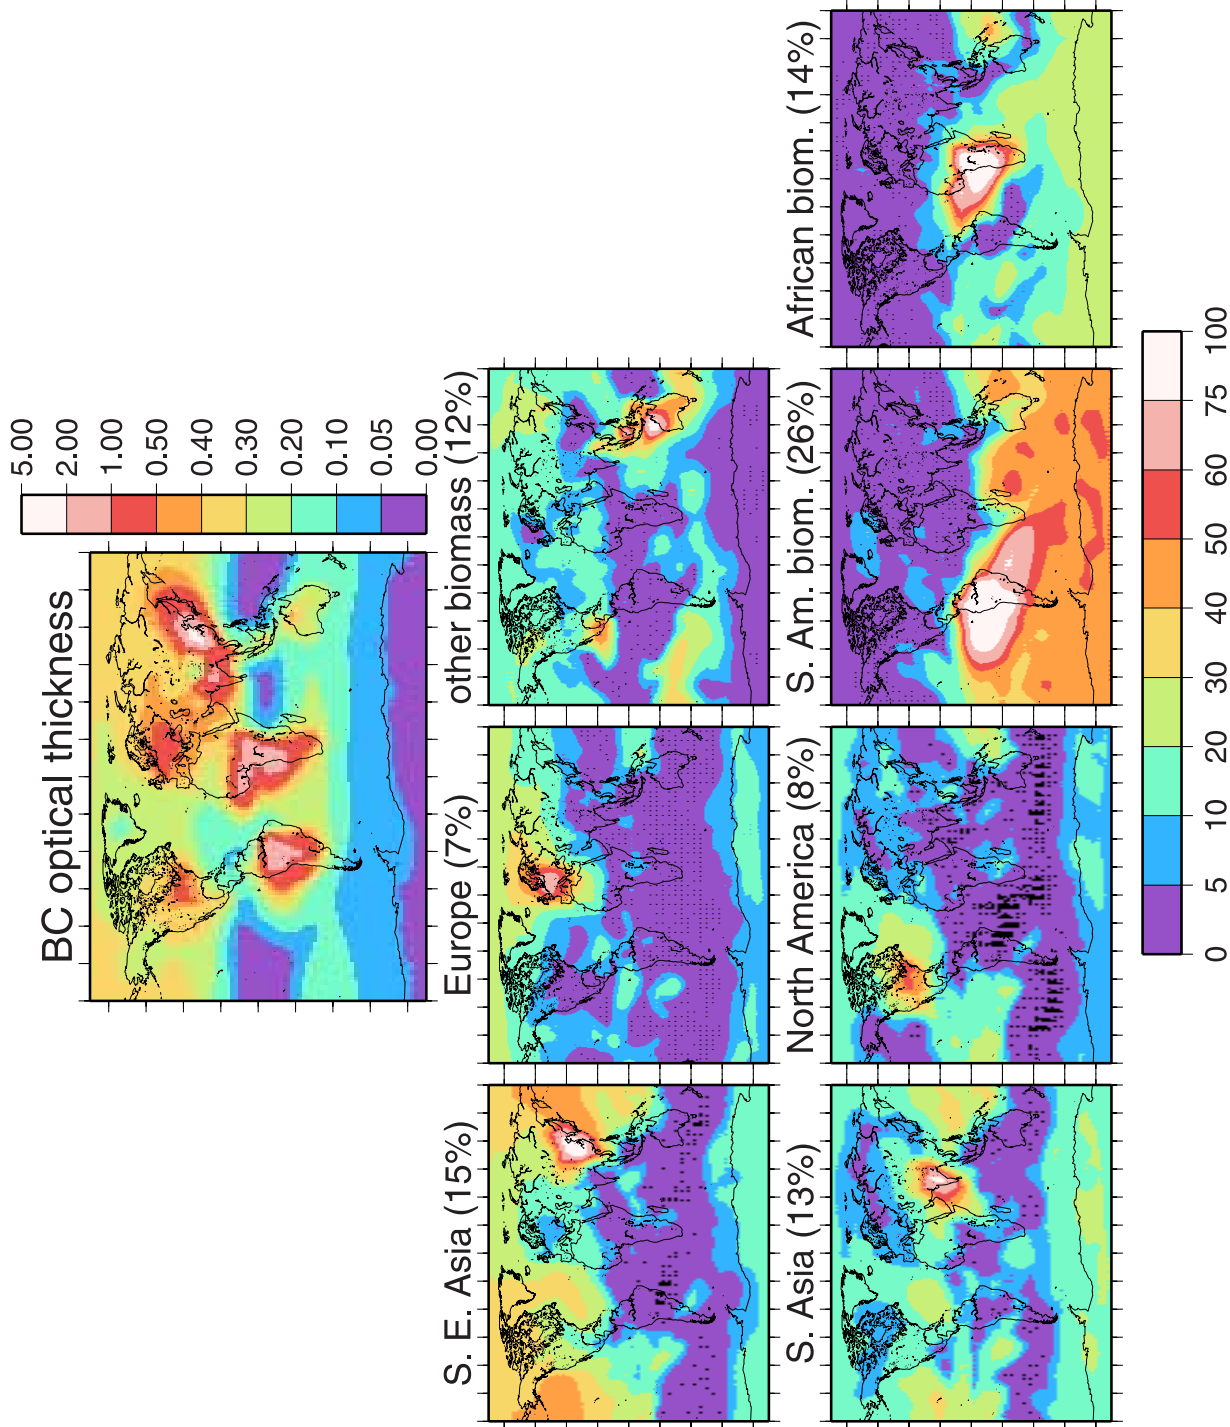 BC optical thickness
5.00
2.00
1.00
0.50
0.40
0.30
0.20
0.10
0.05
0.00
S. E. Asia (15%)
Europe (7%)
other biomass (12%)
S. Asia (13%)
North America (8%)
S. Am. biom. (26%)
African biom. (14%)
0 5 10 20 30 40 50 60 75 100